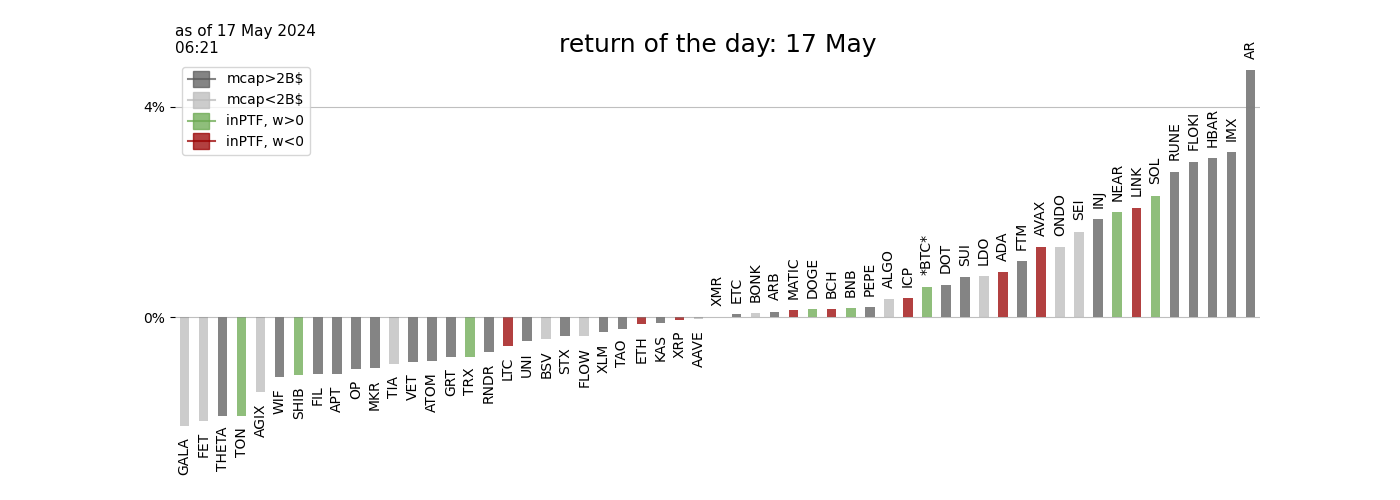 as of 17 May 2024
06:21
return of the day: 17 May
mcap>2B$
mcap<2B$
inPTF, w>0
inPTF, w<0
4%
0%
GALA
FET
THETA
TON
AGIX
WIF
SHIB
FIL
APT
OP
MKR
TIA
VET
ATOM
GRT
TRX
RNDR
LTC
UNI
BSV
STX
FLOW
XLM
TAO
ETH
KAS
XRP
AAVE
XMR
ETC
BONK
ARB
MATIC
DOGE
BCH
BNB
PEPE
ALGO
ICP
*BTC*
DOT
SUI
LDO
ADA
FTM
AVAX
ONDO
SEI
INJ
NEAR
LINK
SOL
RUNE
FLOKI
HBAR
IMX
AR